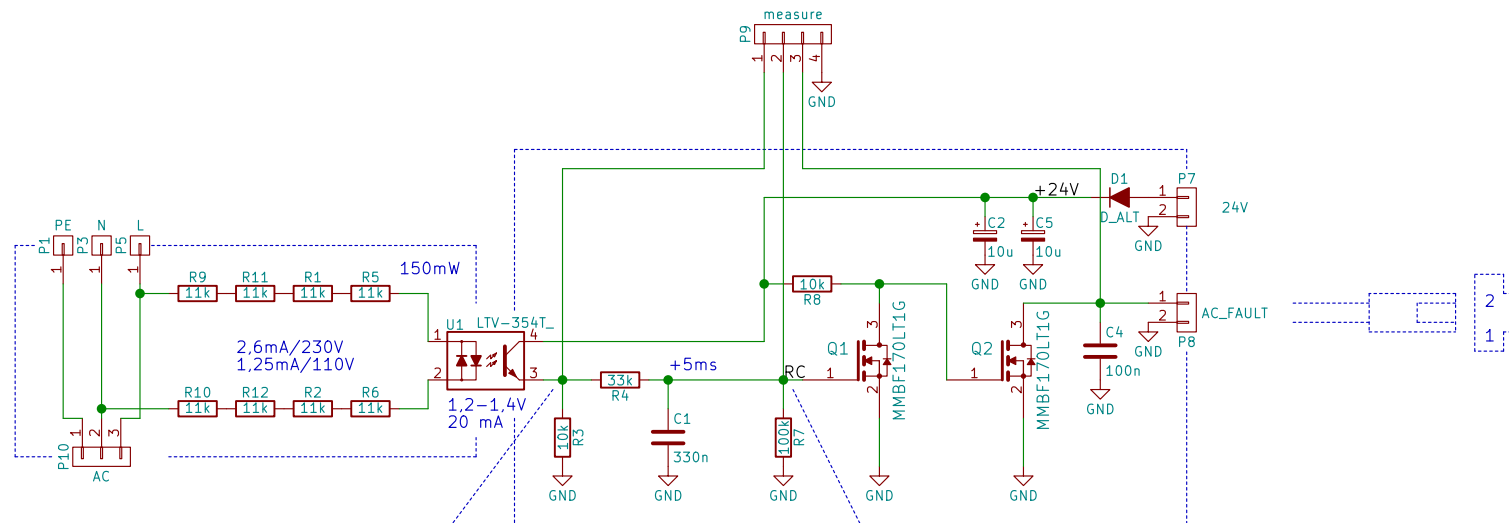 measure
P9
1
2
3
4
GND
D1
P7
+24V
1
D_ALT
2
24V
GND
C2
+
10u
GND
C5
+
10u
GND
PE
N
L
P1
P3
P5
1
1
1
150mW
R9
11k
R11
11k
R1
11k
R5
11k
10k
R8
1
AC_FAULT
2
P8
GND
2
1
U1
LTV-354T_
1
4
2
3
2,6mA/230V
1,25mA/110V
Q1
3
1
2
MMBF170LT1G
Q2
3
1
2
MMBF170LT1G
C4
100n
GND
+5ms
RC
33k
R4
R10
11k
R12
11k
R2
11k
R6
11k
1,2-1,4V
20 mA
1
2
3
P10
AC
10k
R3
GND
C1
330n
GND
100k
R7
GND
GND
GND